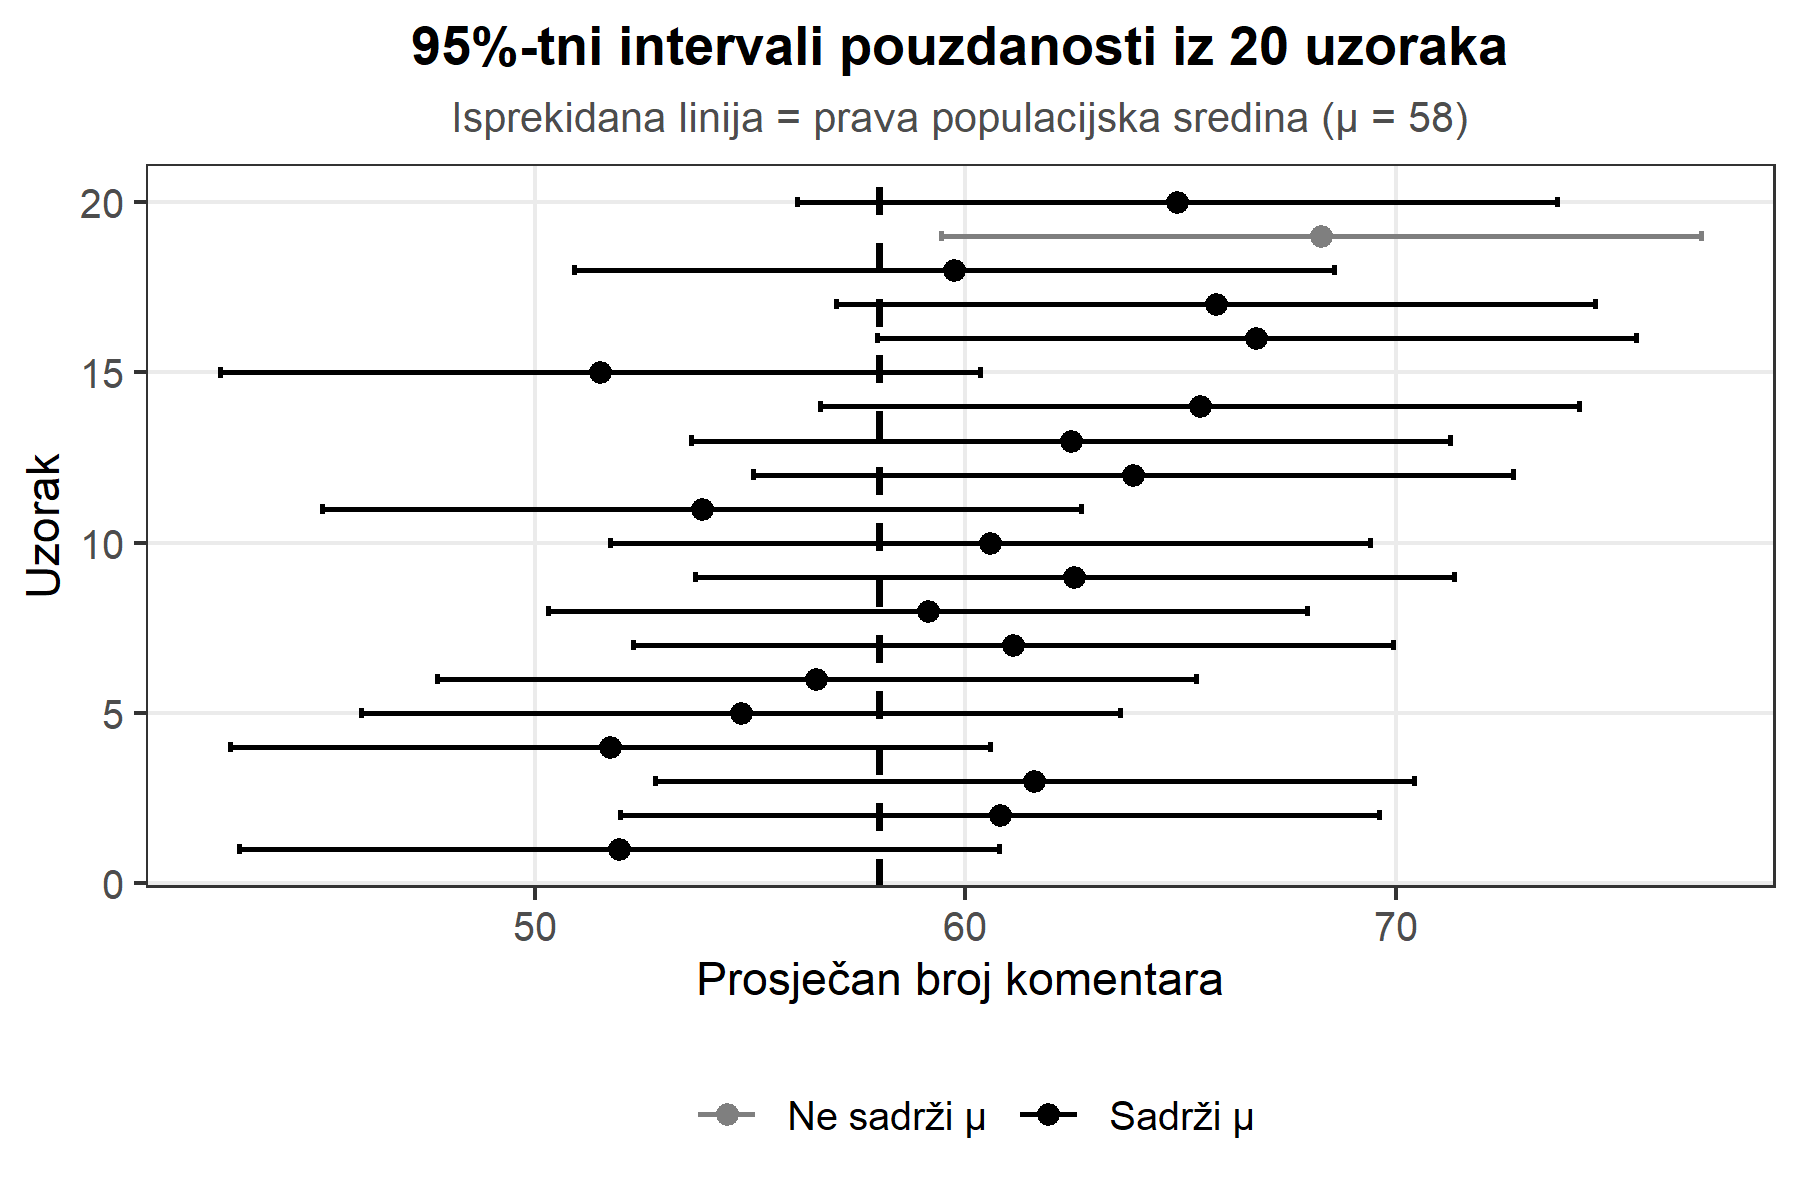 95%-tni intervali pouzdanosti iz 20 uzoraka
Isprekidana linija = prava populacijska sredina (μ = 58)
Uzorak
20
15
10
5
0
50 60 70
Prosječan broj komentara
Ne sadrži μ Sadrži μ